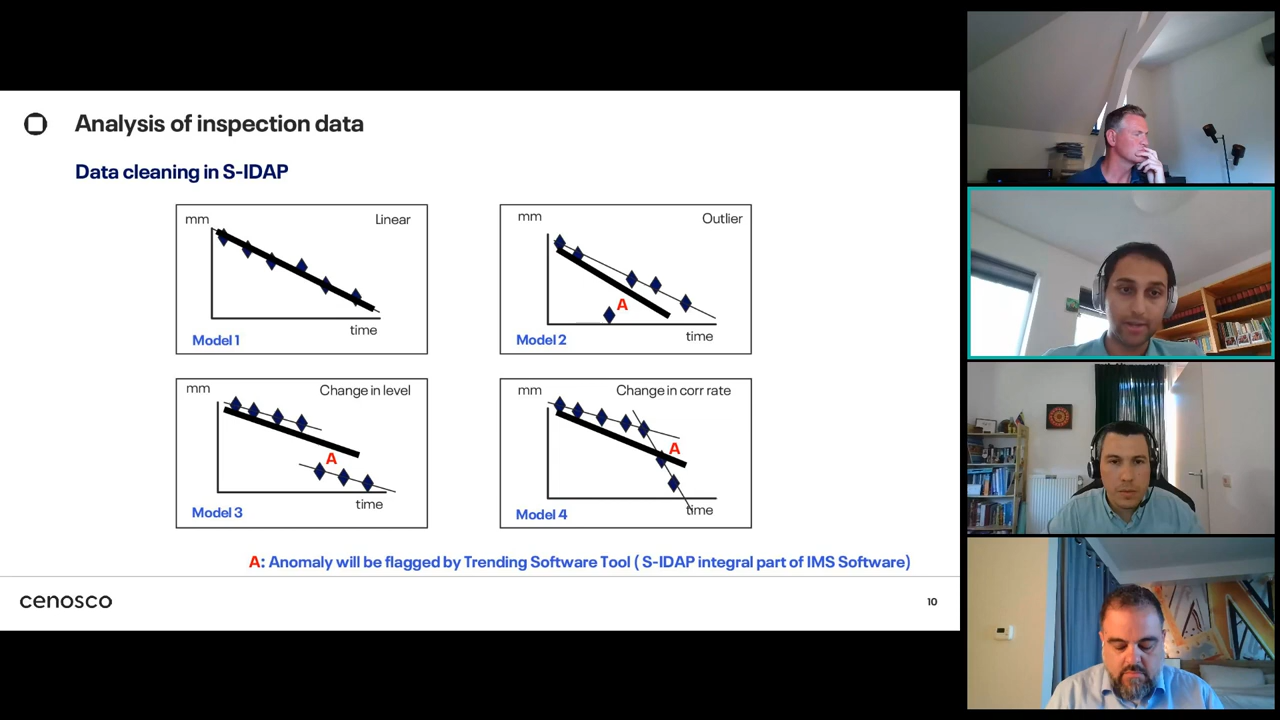 Analysis of inspection data
Data cleaning in S-IDAP
mm
Linear
time
Model 1
mm
Outlier
A
time
Model 2
mm
Change in level
A
time
Model 3
mm
Change in corr rate
A
time
Model 4
A: Anomaly will be flagged by Trending Software Tool ( S-IDAP integral part of IMS Software)
cenosco
10